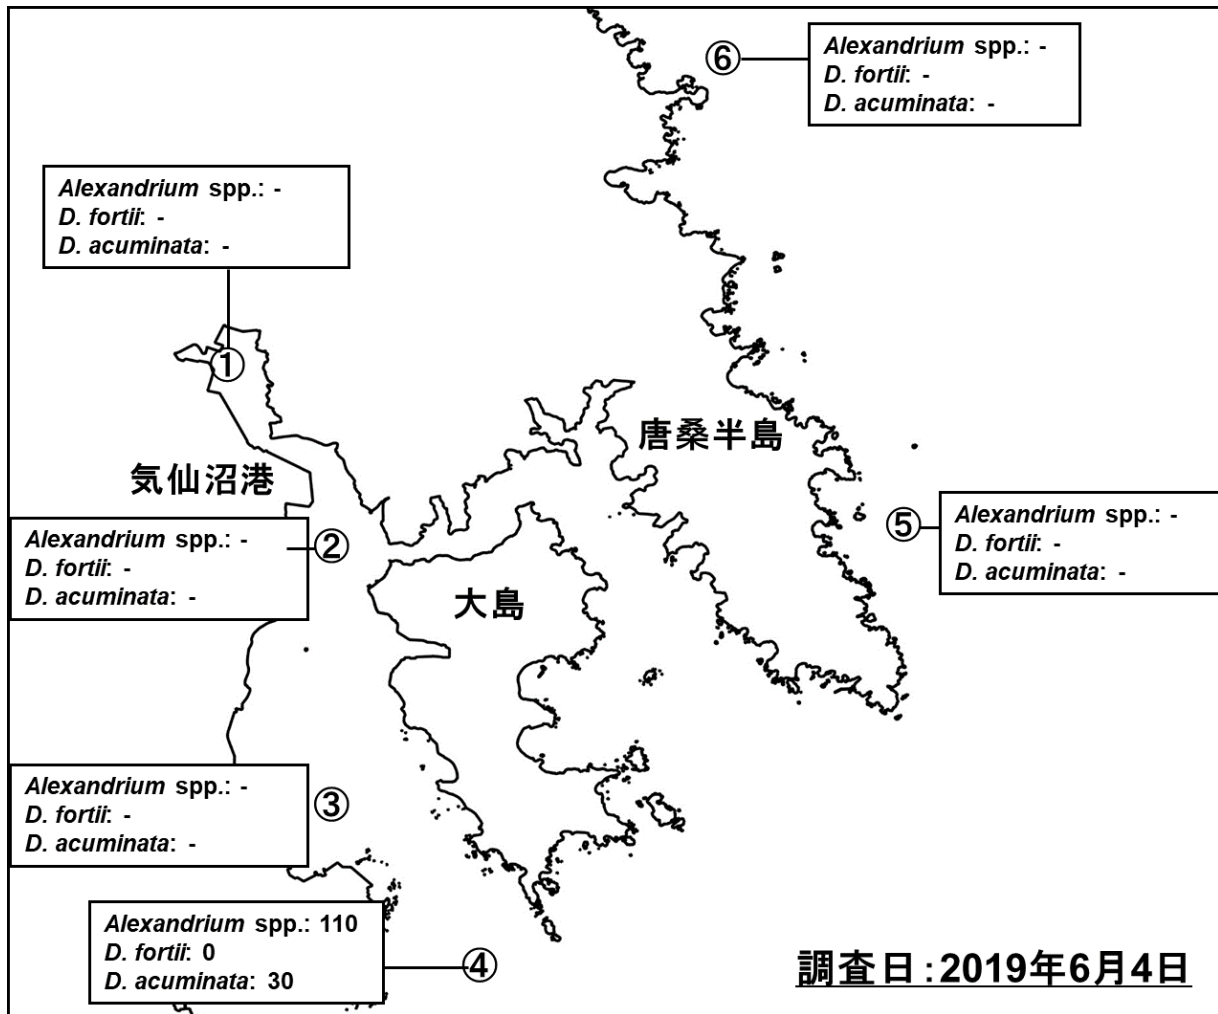 ⑥
Alexandrium spp.: -
D. fortii: -
D. acuminata: -
Alexandrium spp.: -
D. fortii: -
D. acuminata: -
①
唐桑半島
気仙沼港
Alexandrium spp.: -
D. fortii: -
D. acuminata: -
②
⑤
Alexandrium spp.: -
D. fortii: -
D. acuminata: -
大島
Alexandrium spp.: -
D. fortii: -
D. acuminata: -
③
Alexandrium spp.: 110
D. fortii: 0
D. acuminata: 30
④
調査日:2019年6月4日